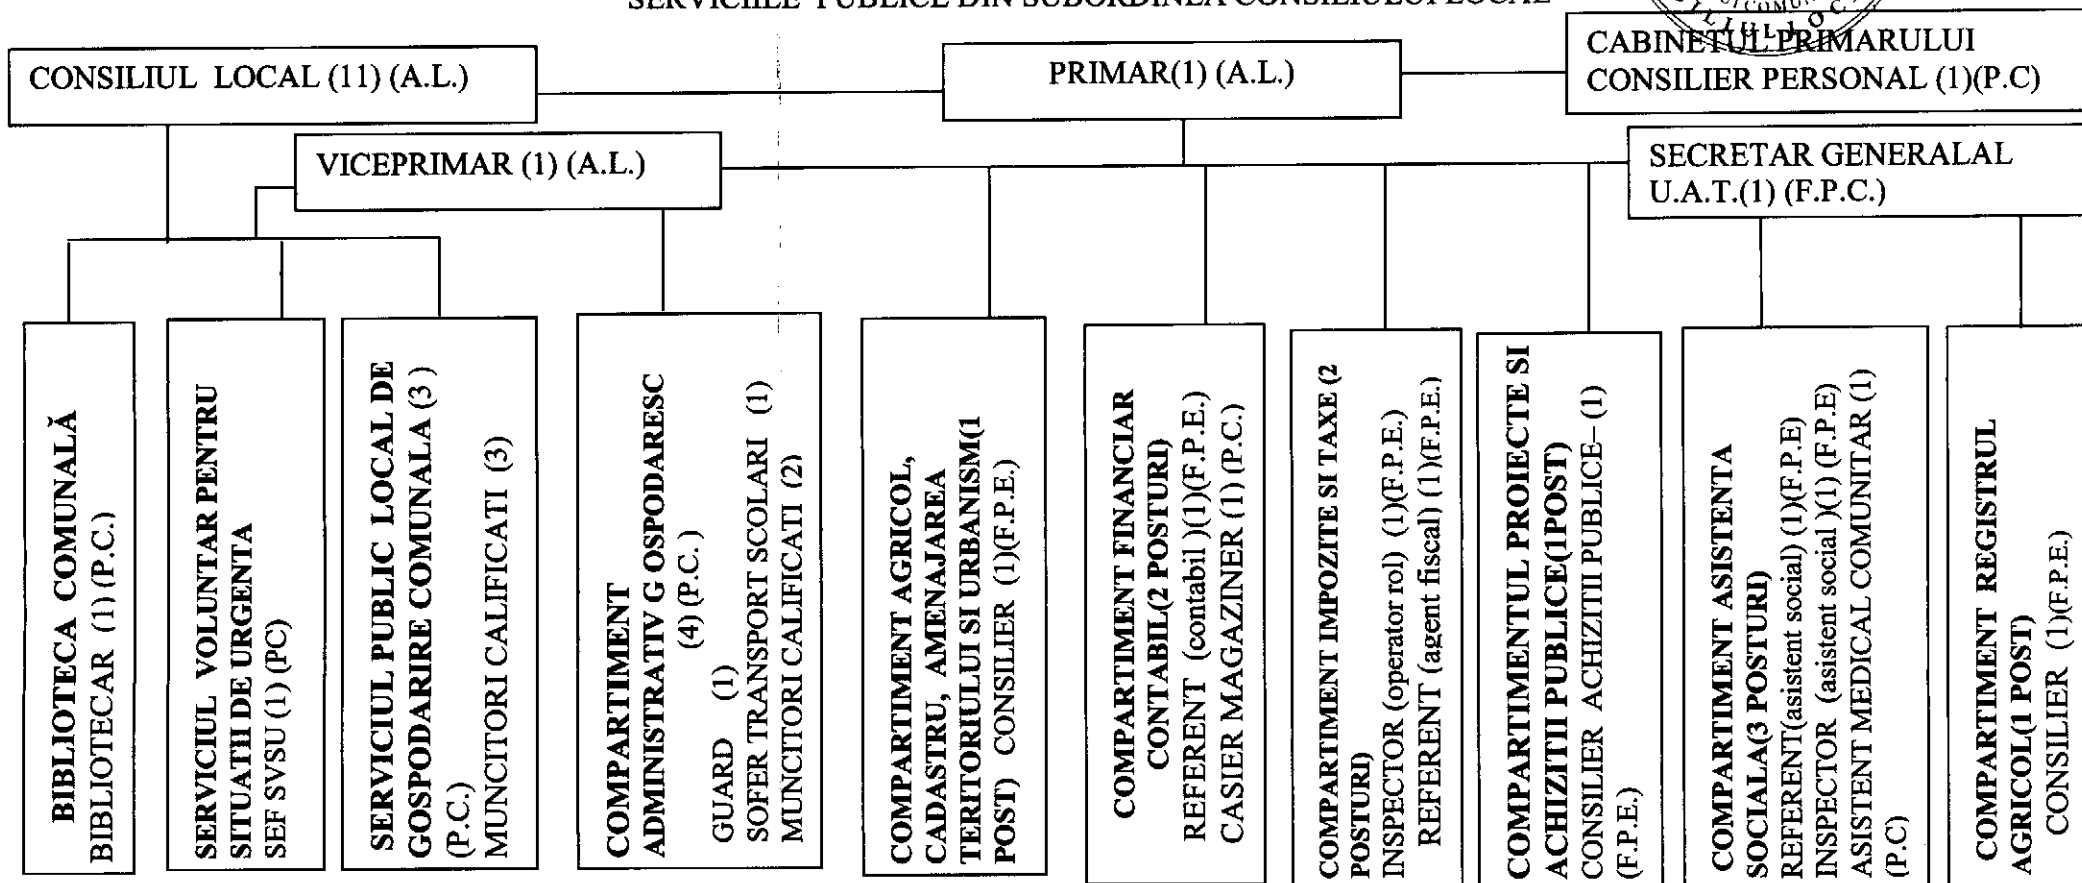 SERVICIILE PUBLICE DIN SUBORDINEA CONSILIULUI LOCAL
CONSILIUL LOCAL (11) (A.L.)
PRIMAR(1) (A.L.)
CABINETUL PRIMARULUI
CONSILIER PERSONAL (1)(P.C)
VICEPRIMAR (1) (A.L.)
SECRETAR GENERALAL
U.A.T.(1) (F.P.C.)
BIBLIOTECA COMUNALĂ
BIBLIOTECAR (1) (P.C.)
SERVICIUL VOLUNTAR PENTRU
SITUATII DE URGENTA
SEF SVSU (1) (PC)
SERVICIUL PUBLIC LOCAL DE
GOSPODARIRE COMUNALA (3 )
(P.C.)
MUNCITORI CALIFICATI (3)
COMPARTIMENT
ADMINISTRATIV G OSPODARESC
(4) (P.C. )
GUARD (1)
SOFER TRANSPORT SCOLARI (1)
MUNCITORI CALIFICATI (2)
COMPARTIMENT AGRICOL,
CADASTRU, AMENAJAREA
TERITORIULUI SI URBANISM(1
POST) CONSILIER (1)(F.P.E.)
COMPARTIMENT FINANCIAR
CONTABIL(2 POSTURI)
REFERENT (contabil )(1)(F.P.E.)
CASIER MAGAZINER (1) (P.C.)
COMPARTIMENT IMPOZITE SI TAXE (2
POSTURI)
INSPECTOR (operator rol) (1)(F.P.E.)
REFERENT (agent fiscal) (1)(F.P.E.)
COMPARTIMENTUL PROIECTE SI
ACHIZITII PUBLICE(1POST)
CONSILIER ACHIZITII PUBLICE– (1)
(F.P.E.)
COMPARTIMENT ASISTENTA
SOCIALA(3 POSTURI)
REFERENT(asistent social) (1)(F.P.E)
INSPECTOR (asistent social )(1) (F.P.E)
ASISTENT MEDICAL COMUNITAR (1)
(P.C)
COMPARTIMENT REGISTRUL
AGRICOL(1 POST)
CONSILIER (1)(F.P.E.)